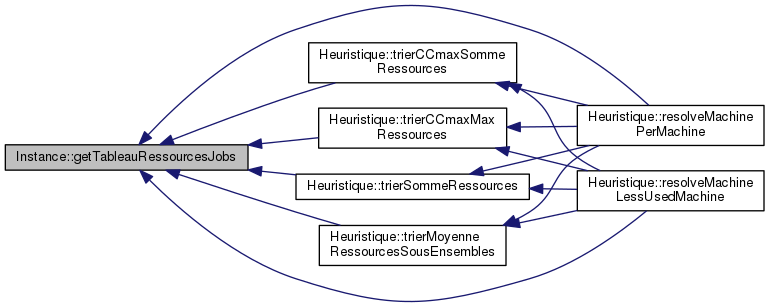 Instance::getTableauRessourcesJobs
Heuristique::trierCCmaxSomme
Ressources
Heuristique::trierCCmaxMax
Ressources
Heuristique::trierSommeRessources
Heuristique::trierMoyenne
RessourcesSousEnsembles
Heuristique::resolveMachine
PerMachine
Heuristique::resolveMachine
LessUsedMachine